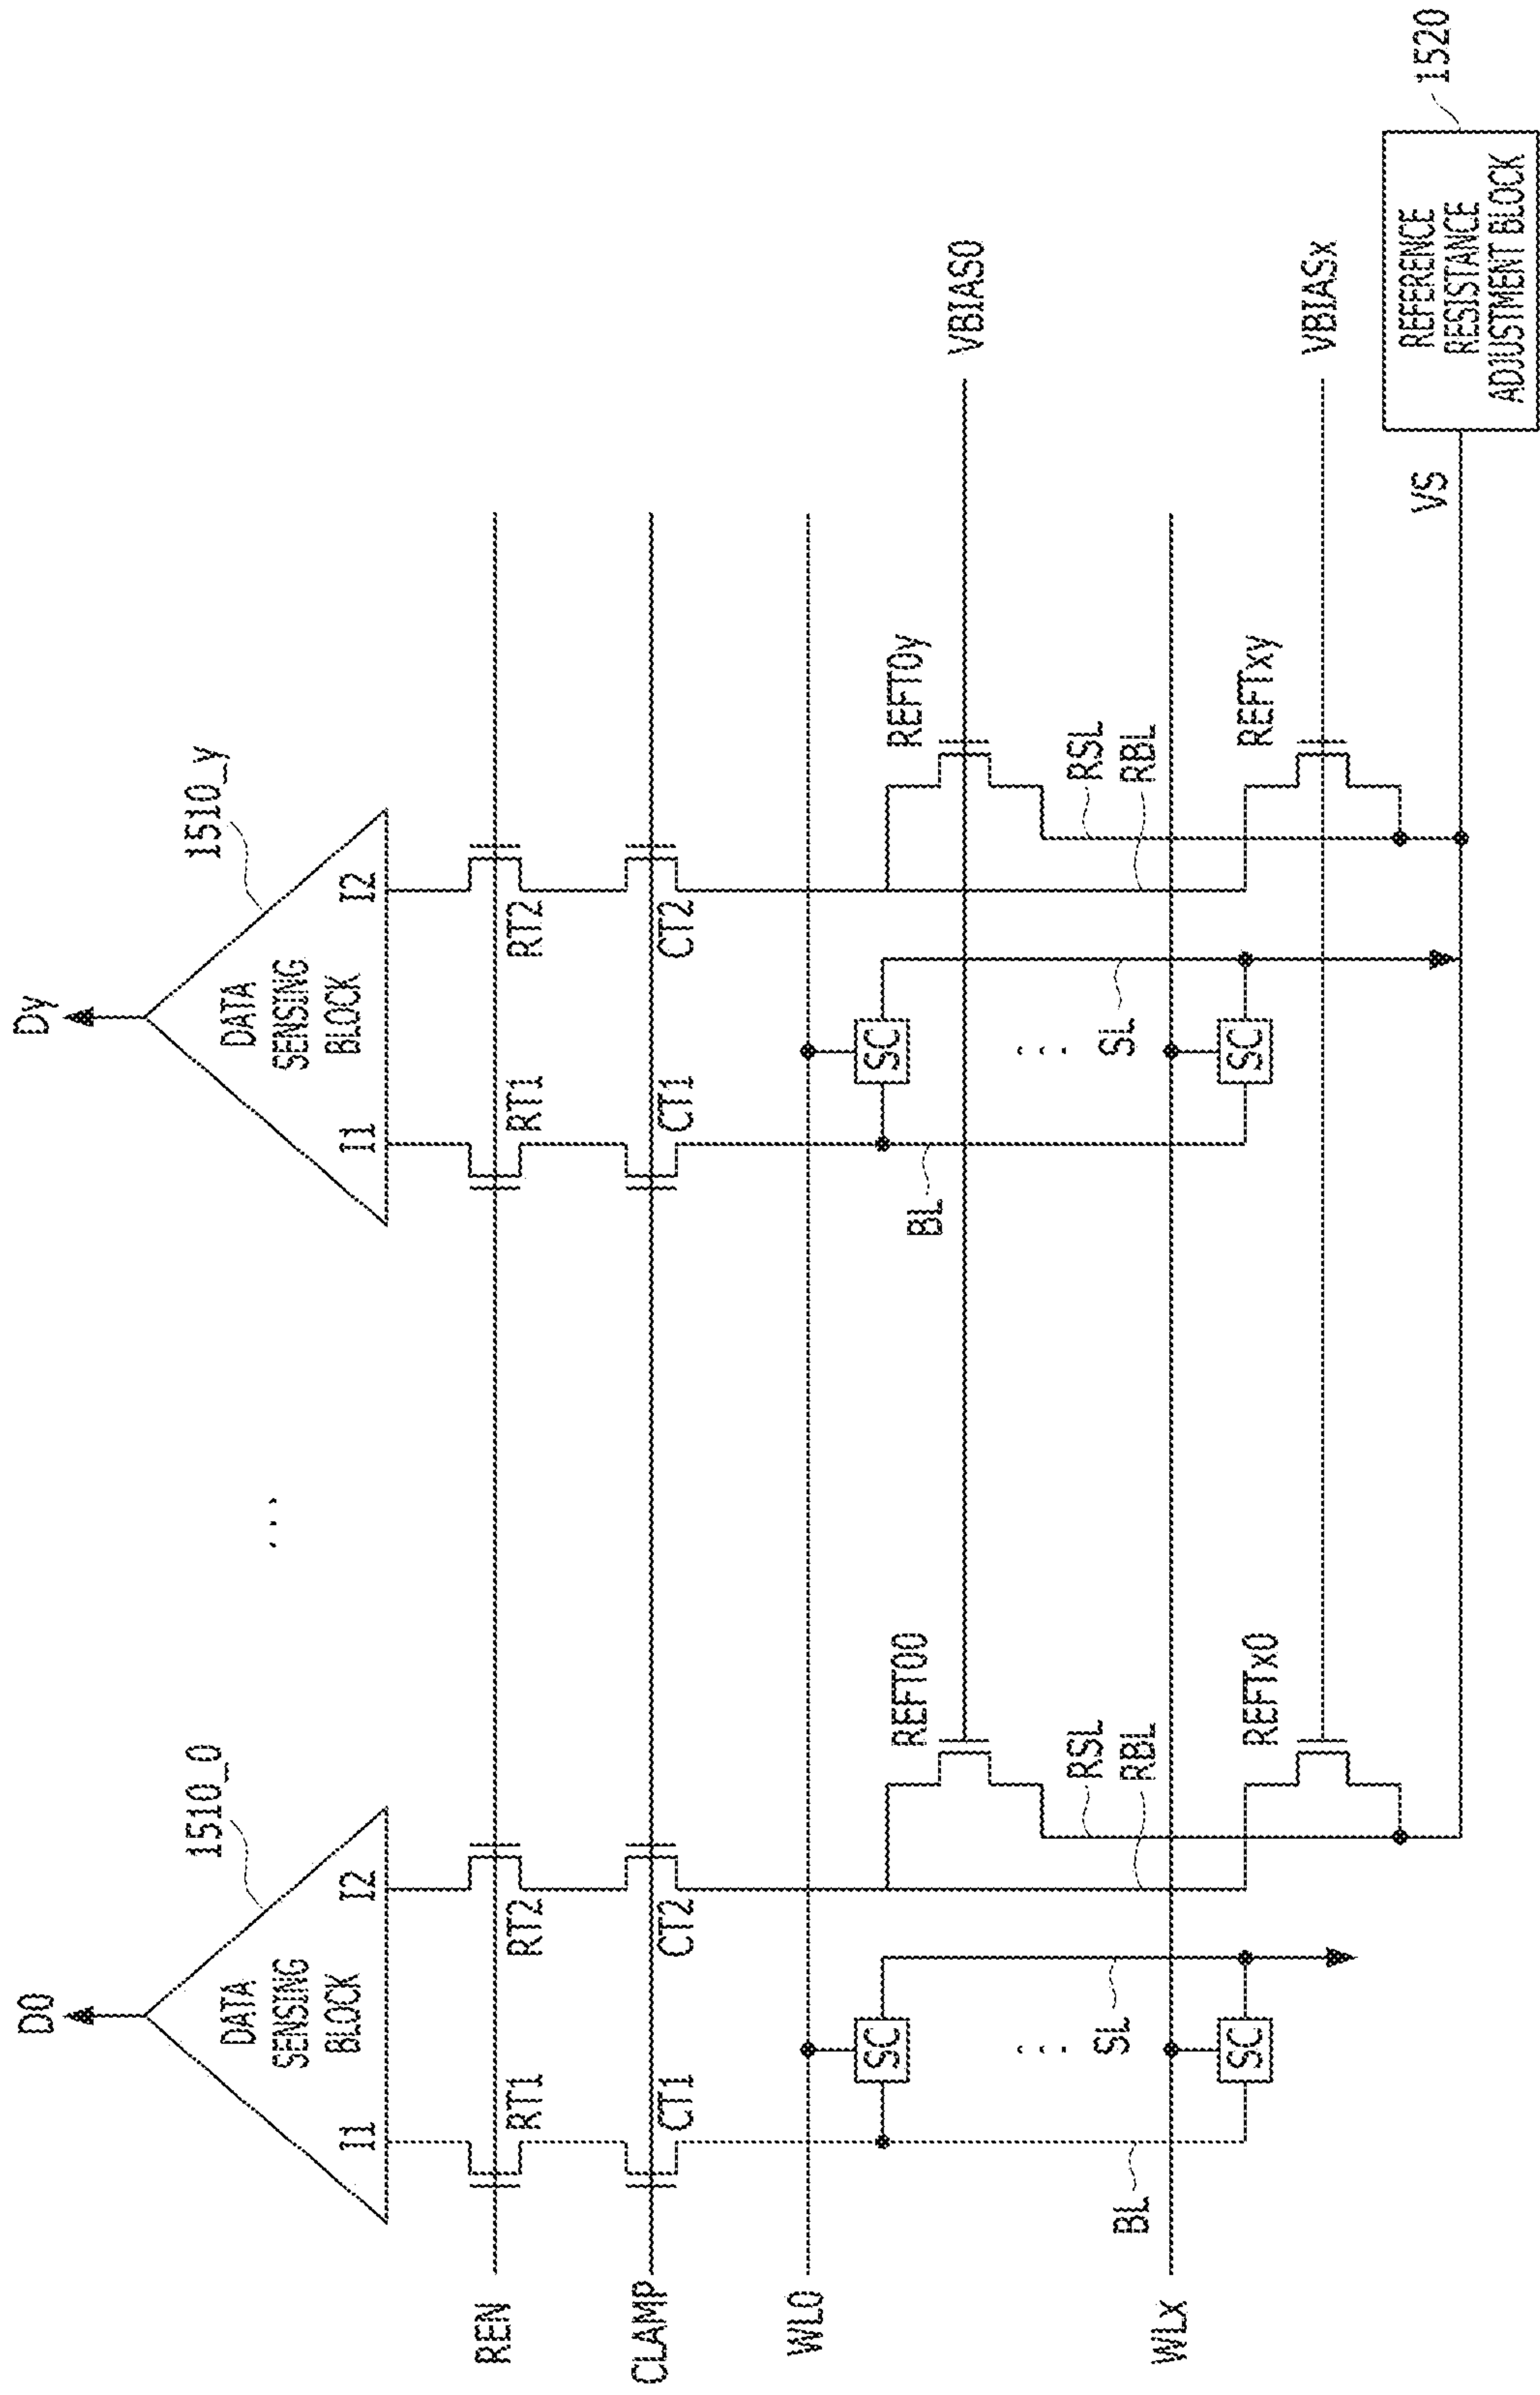 D0
Dy
1510_0
1510_y
DATA
SENSING
BLOCK
DATA
SENSING
BLOCK
I1
I2
I1
I2
REN
RT1
RT2
RT1
RT2
CLAMP
CT1
CT2
CT1
CT2
WL0
SC
REFT00
SC
REFT0y
BL
VBIAS0
...
...
...
SL
RSL
RBL
SL
RSL
RBL
BL
WLx
SC
REFTx0
SC
REFTxy
VBIASx
VS
REFERENCE
RESISTANCE
ADJUSTMENT BLOCK
1520